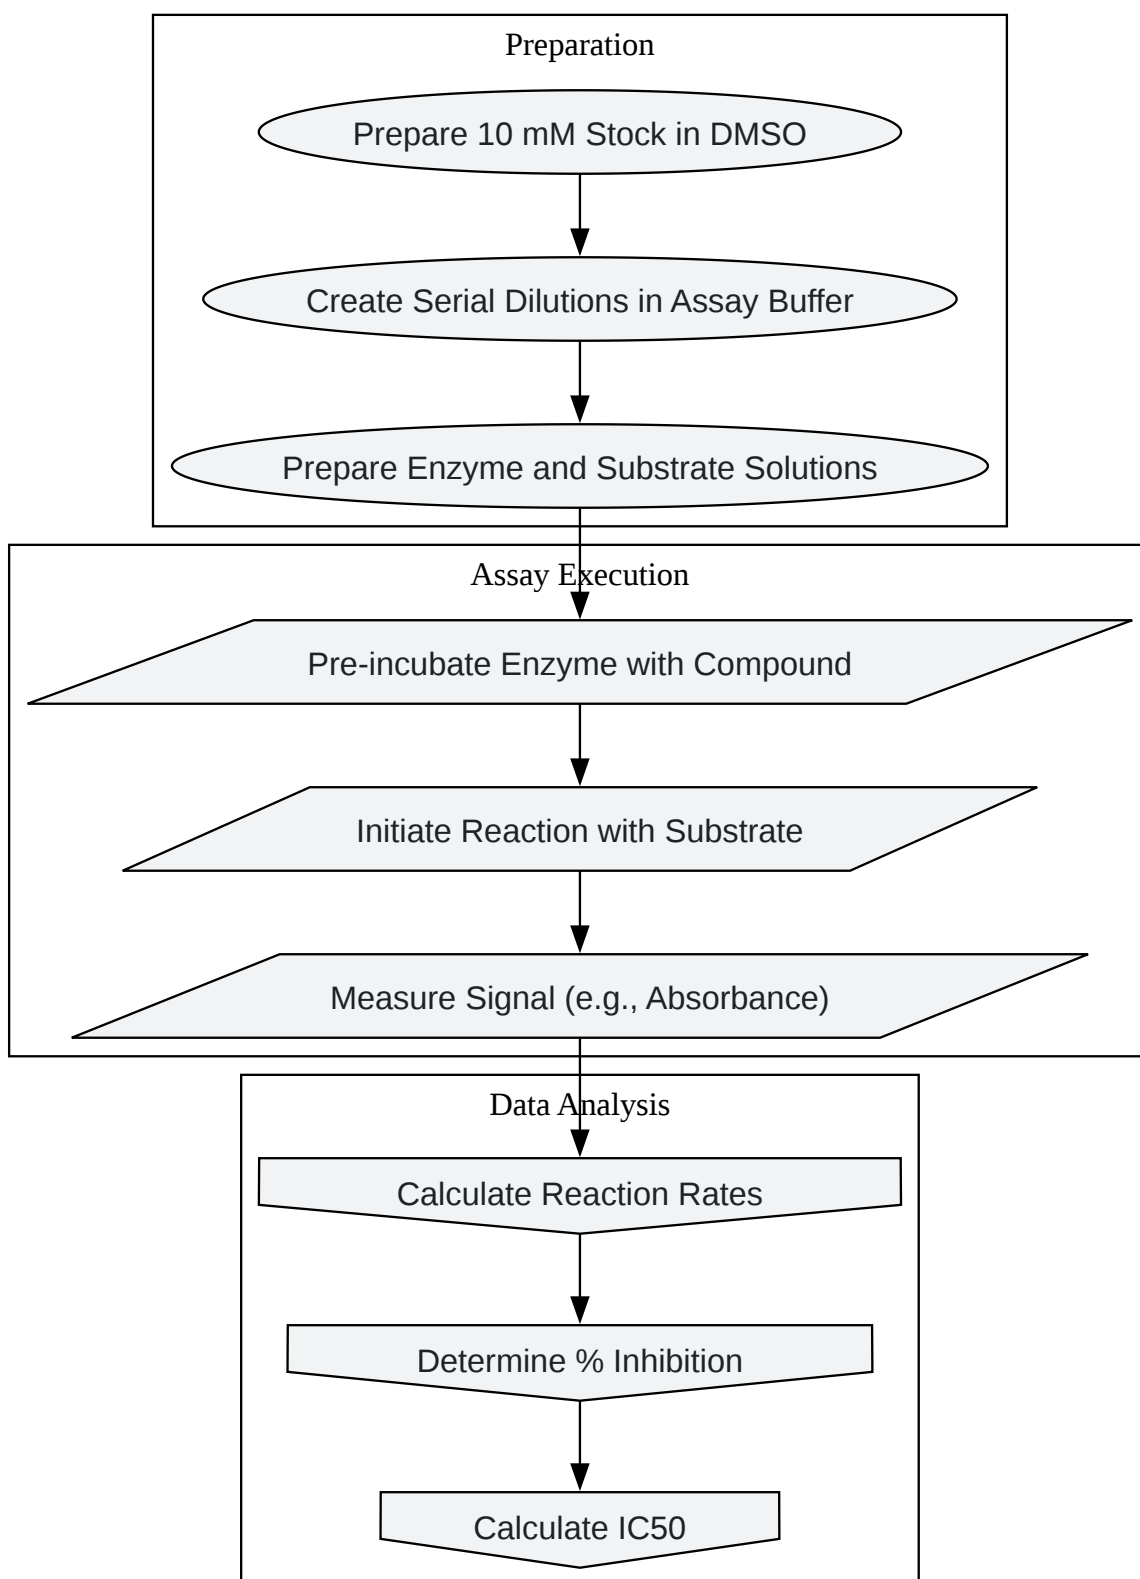 Preparation
Prepare 10 mM Stock in DMSO
Create Serial Dilutions in Assay Buffer
Prepare Enzyme and Substrate Solutions
Assay Execution
Pre-incubate Enzyme with Compound
Initiate Reaction with Substrate
Measure Signal (e.g., Absorbance)
Data Analysis
Calculate Reaction Rates
Determine % Inhibition
Calculate IC50